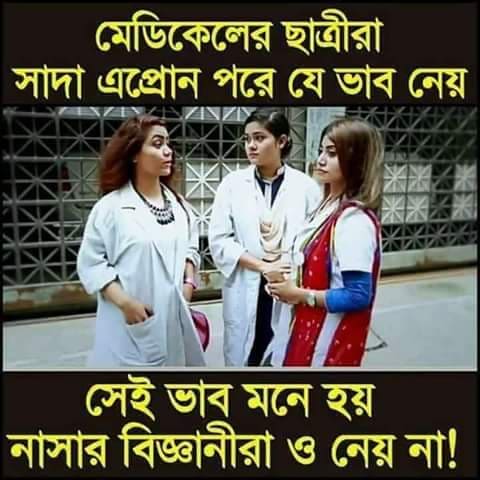 মেডিকেলের ছাত্রীরা
সাদা এপ্রোন পরে যে ভাব নেয়
সেই ভাব মনে হয়
নাসার বিজ্ঞানীরা ও নেয় না!